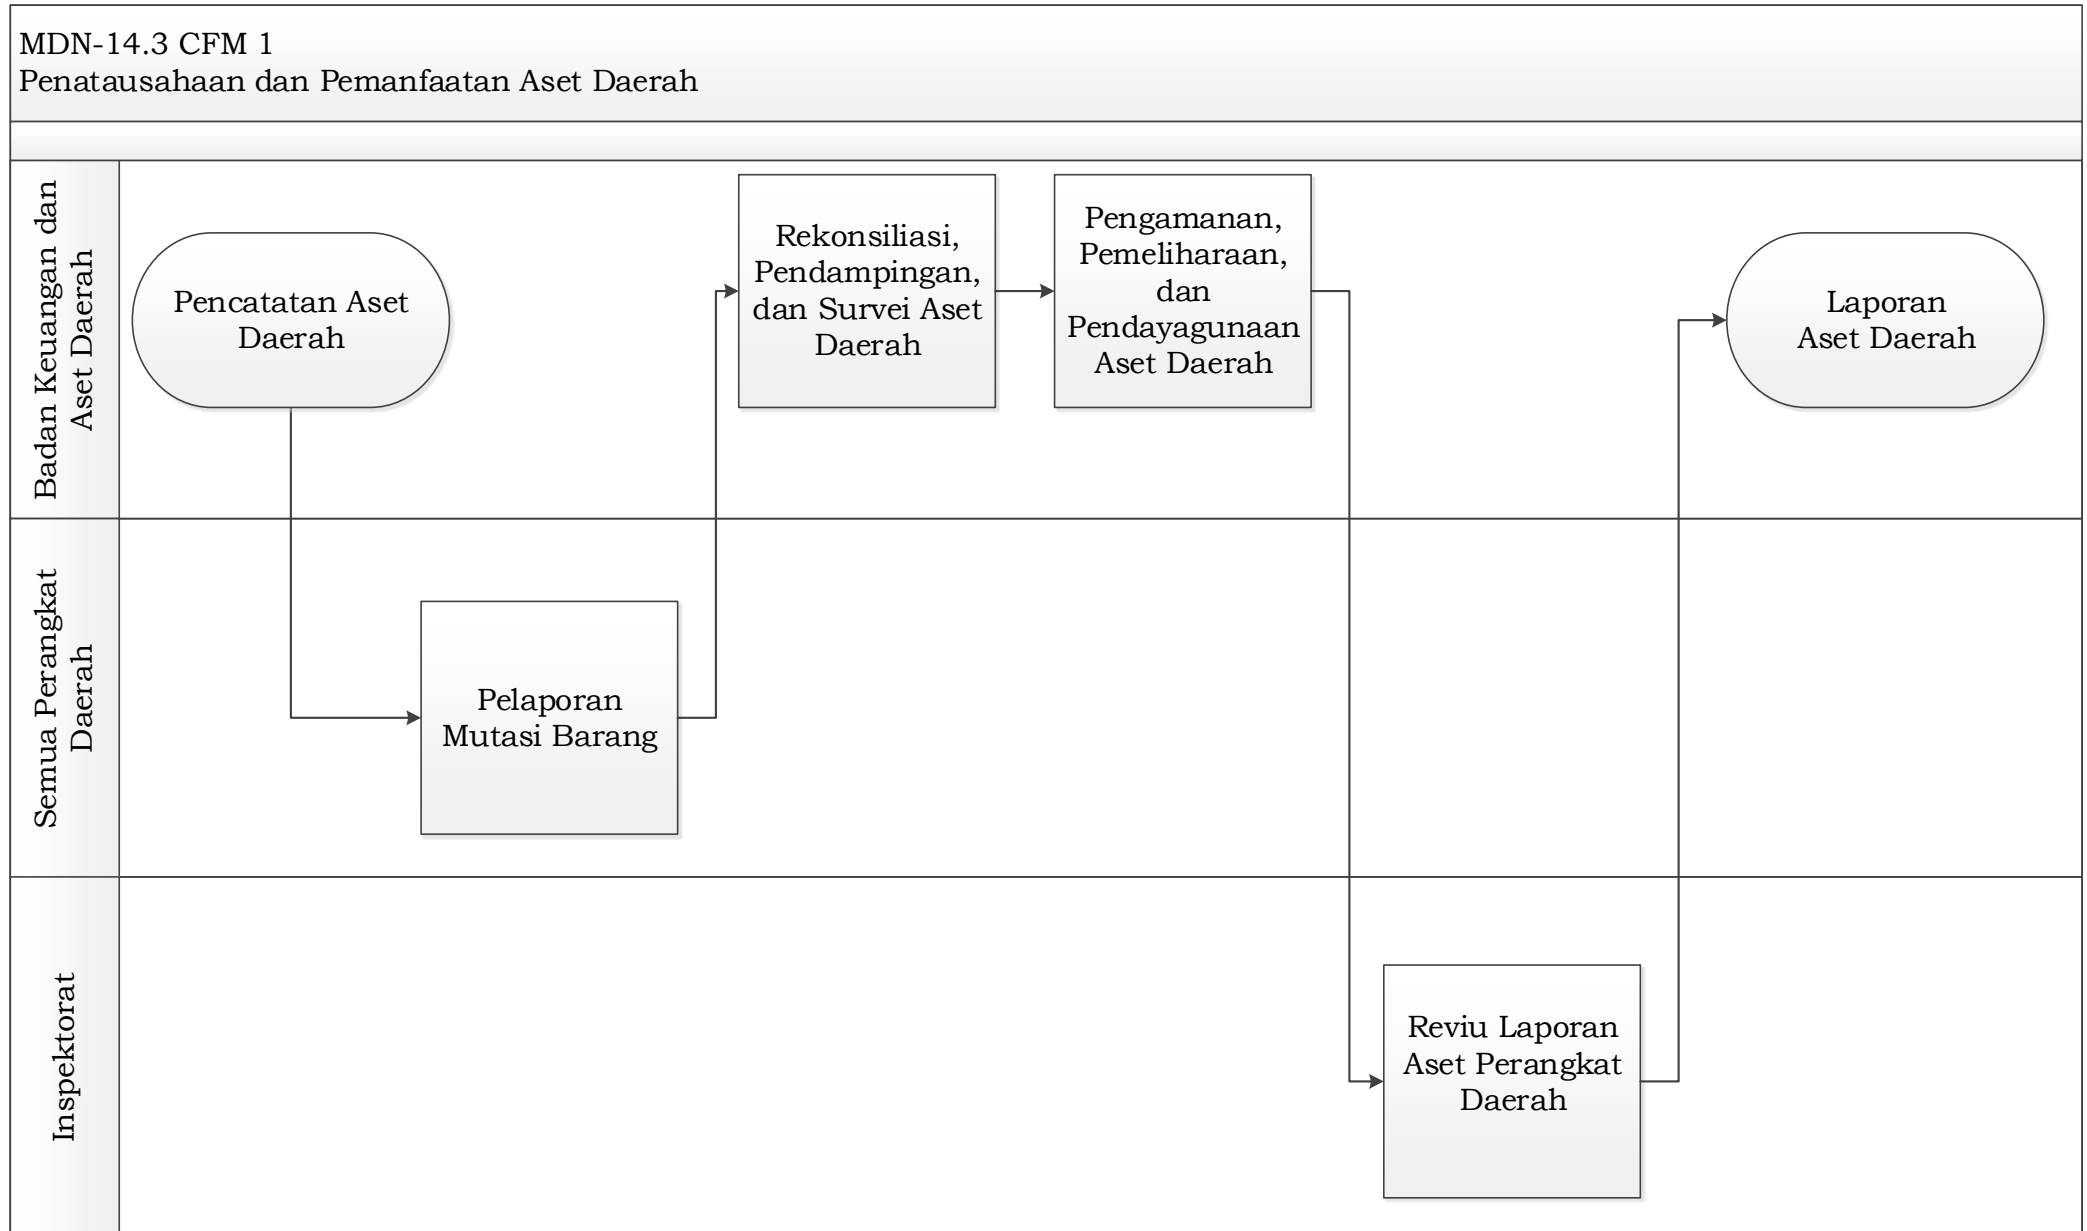 MDN-14.3 CFM 1
Penatausahaan dan Pemanfaatan Aset Daerah
Badan Keuangan dan
Aset Daerah
Pencatatan Aset
Daerah
Rekonsiliasi,
Pendampingan,
dan Survei Aset
Daerah
Pengamanan,
Pemeliharaan,
dan
Pendayagunaan
Aset Daerah
Laporan
Aset Daerah
Semua Perangkat
Daerah
Pelaporan
Mutasi Barang
Inspektorat
Reviu Laporan
Aset Perangkat
Daerah